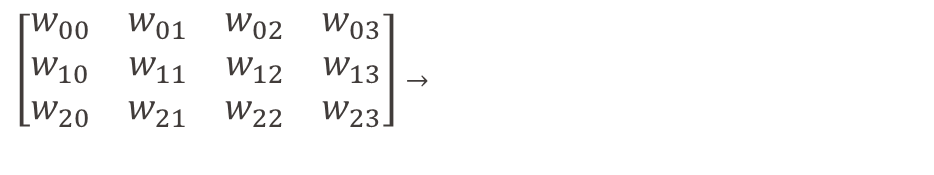 w₀₀ w₀₁ w₀₂ w₀₃
w₁₀ w₁₁ w₁₂ w₁₃ →
w₂₀ w₂₁ w₂₂ w₂₃